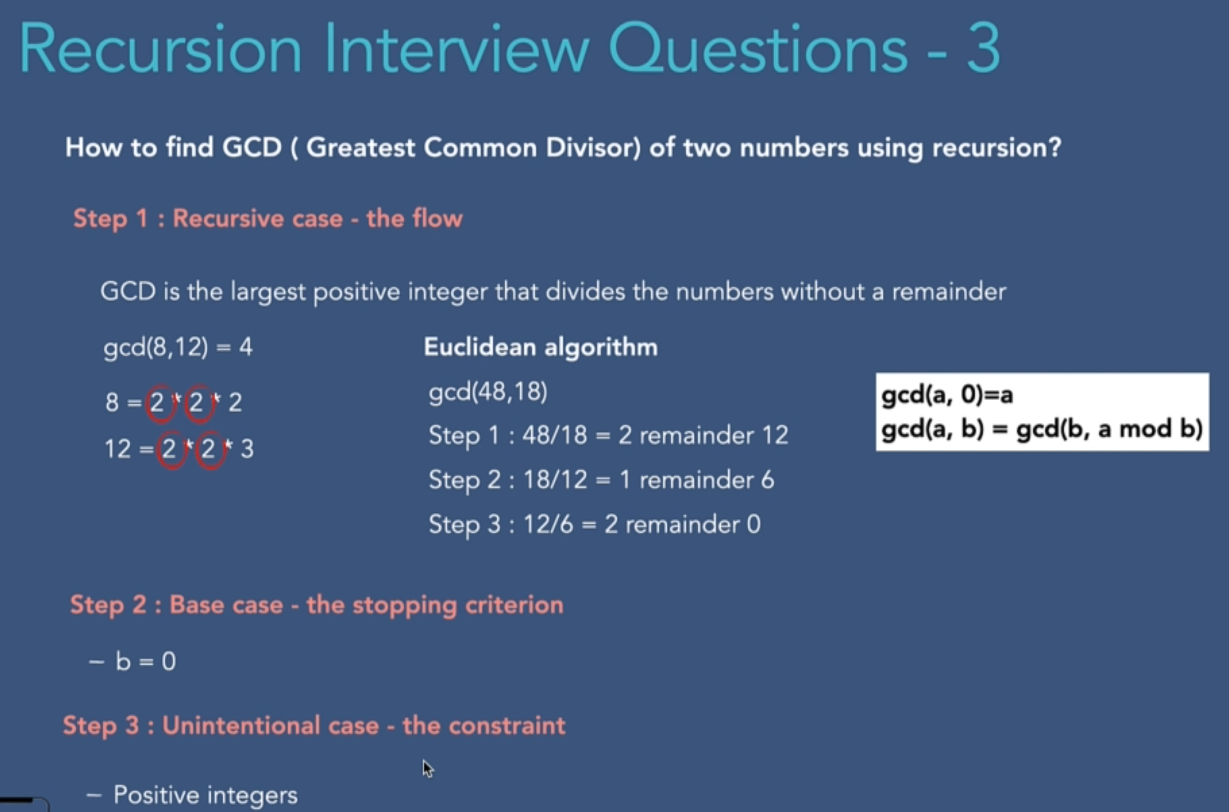 Recursion Interview Questions - 3
How to find GCD ( Greatest Common Divisor) of two numbers using recursion?
Step 1 : Recursive case - the flow
GCD is the largest positive integer that divides the numbers without a remainder
gcd(8,12) = 4
8 = 2 * 2 * 2
12 = 2 * 2 * 3
Euclidean algorithm
gcd(48,18)
Step 1 : 48/18 = 2 remainder 12
Step 2 : 18/12 = 1 remainder 6
Step 3 : 12/6 = 2 remainder 0
gcd(a, 0)=a
gcd(a, b) = gcd(b, a mod b)
Step 2 : Base case - the stopping criterion
– b = 0
Step 3 : Unintentional case - the constraint
– Positive integers